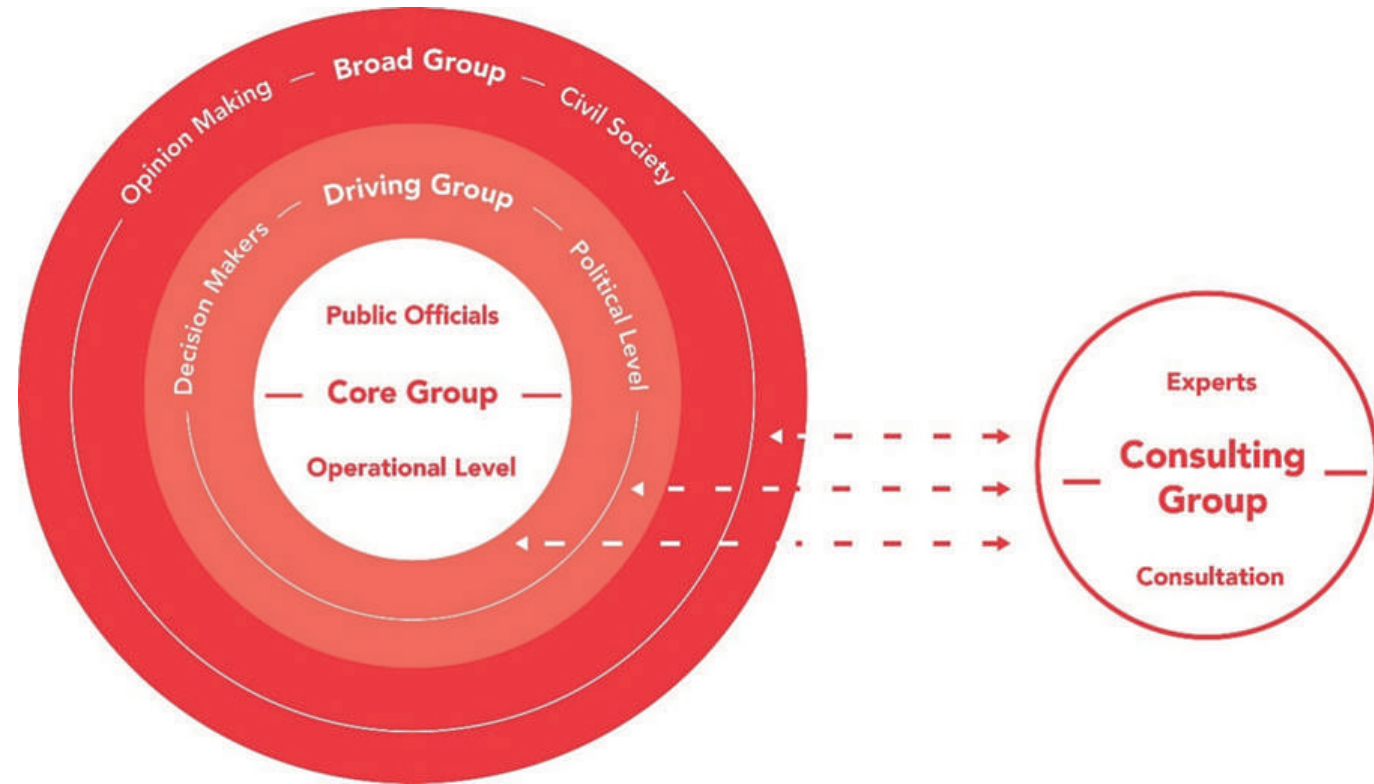 Opinion Making — Broad Group — Civil Society
Decision Makers — Driving Group — Political Level
Public Officials
— Core Group —
Operational Level
Experts
— Consulting
Group —
Consultation